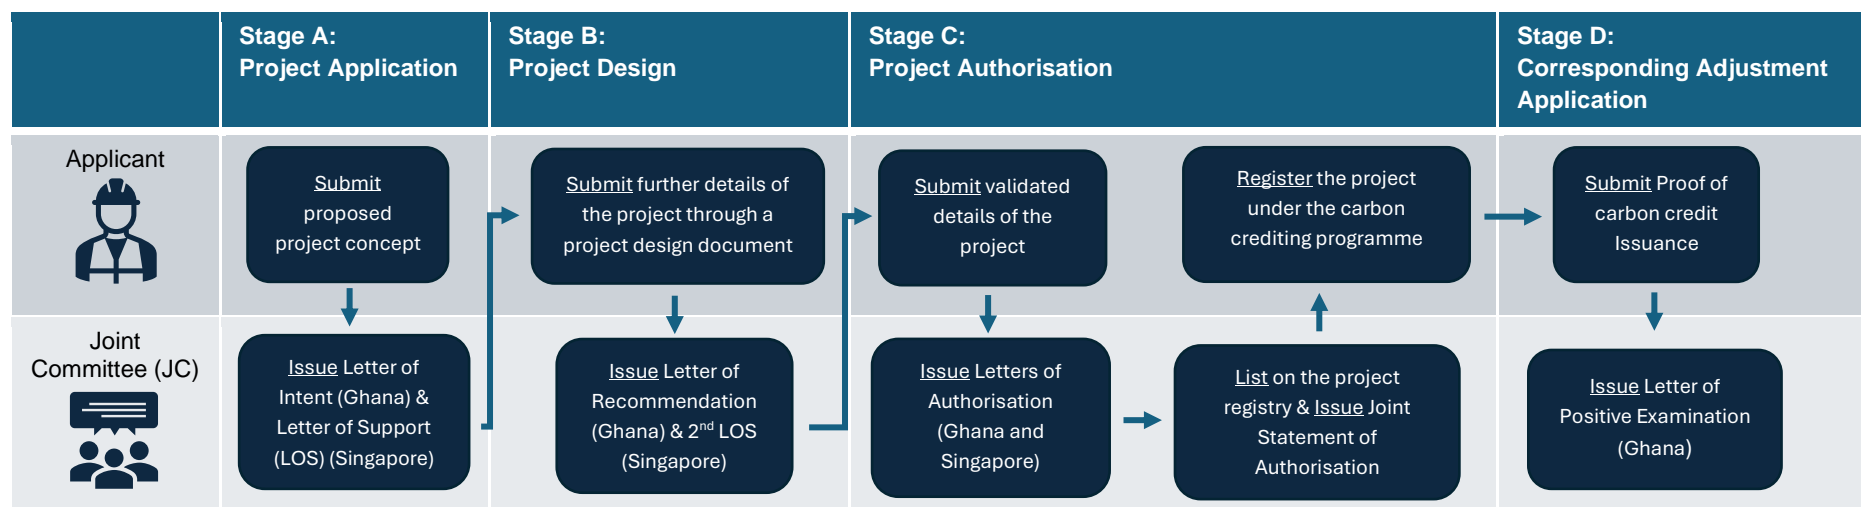 Stage A:
Project Application
Stage B:
Project Design
Stage C:
Project Authorisation
Stage D:
Corresponding Adjustment
Application
Applicant
Submit
proposed
project concept
Submit further details of
the project through a
project design document
Submit validated
details of the
project
Register the project
under the carbon
crediting programme
Submit Proof of
carbon credit
Issuance
Joint
Committee (JC)
Issue Letter of
Intent (Ghana) &
Letter of Support
(LOS) (Singapore)
Issue Letter of
Recommendation
(Ghana) & 2nd LOS
(Singapore)
Issue Letters of
Authorisation
(Ghana and
Singapore)
List on the project
registry & Issue Joint
Statement of
Authorisation
Issue Letter of
Positive Examination
(Ghana)